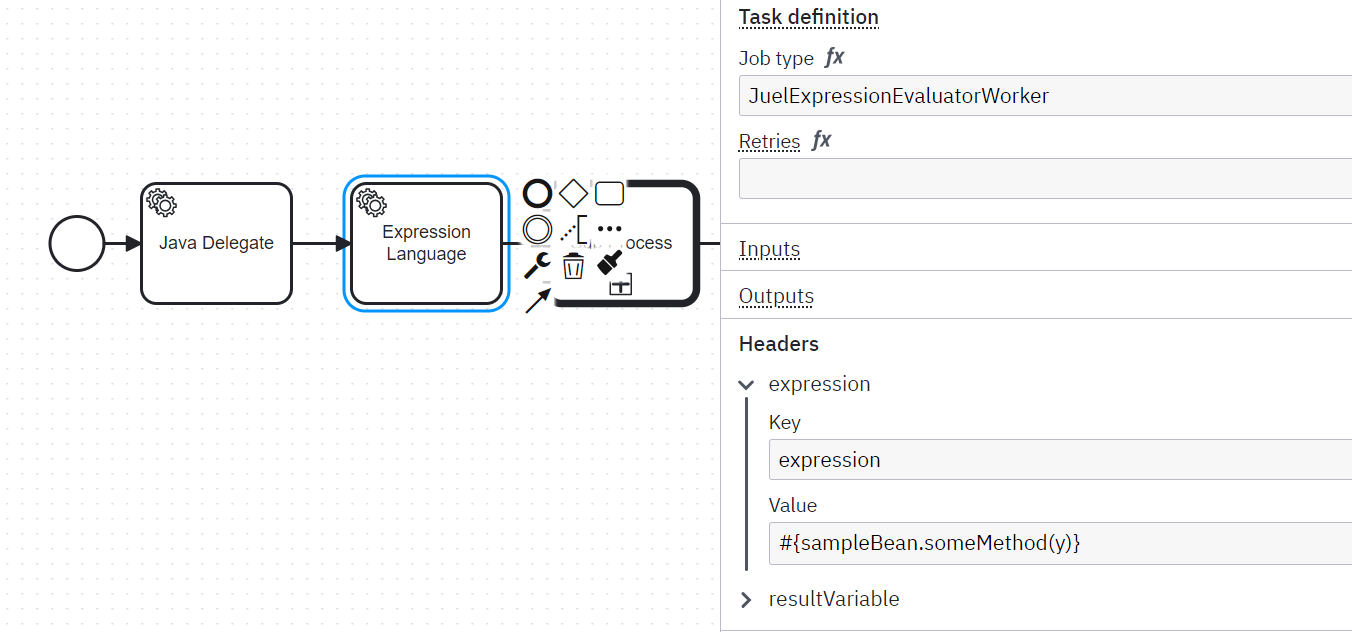 Java Delegate
Expression
Language
Task definition
Job type fx
JuelExpressionEvaluatorWorker
Retries fx
Inputs
Outputs
Headers
expression
Key
expression
Value
#{sampleBean.someMethod(y)}
resultVariable